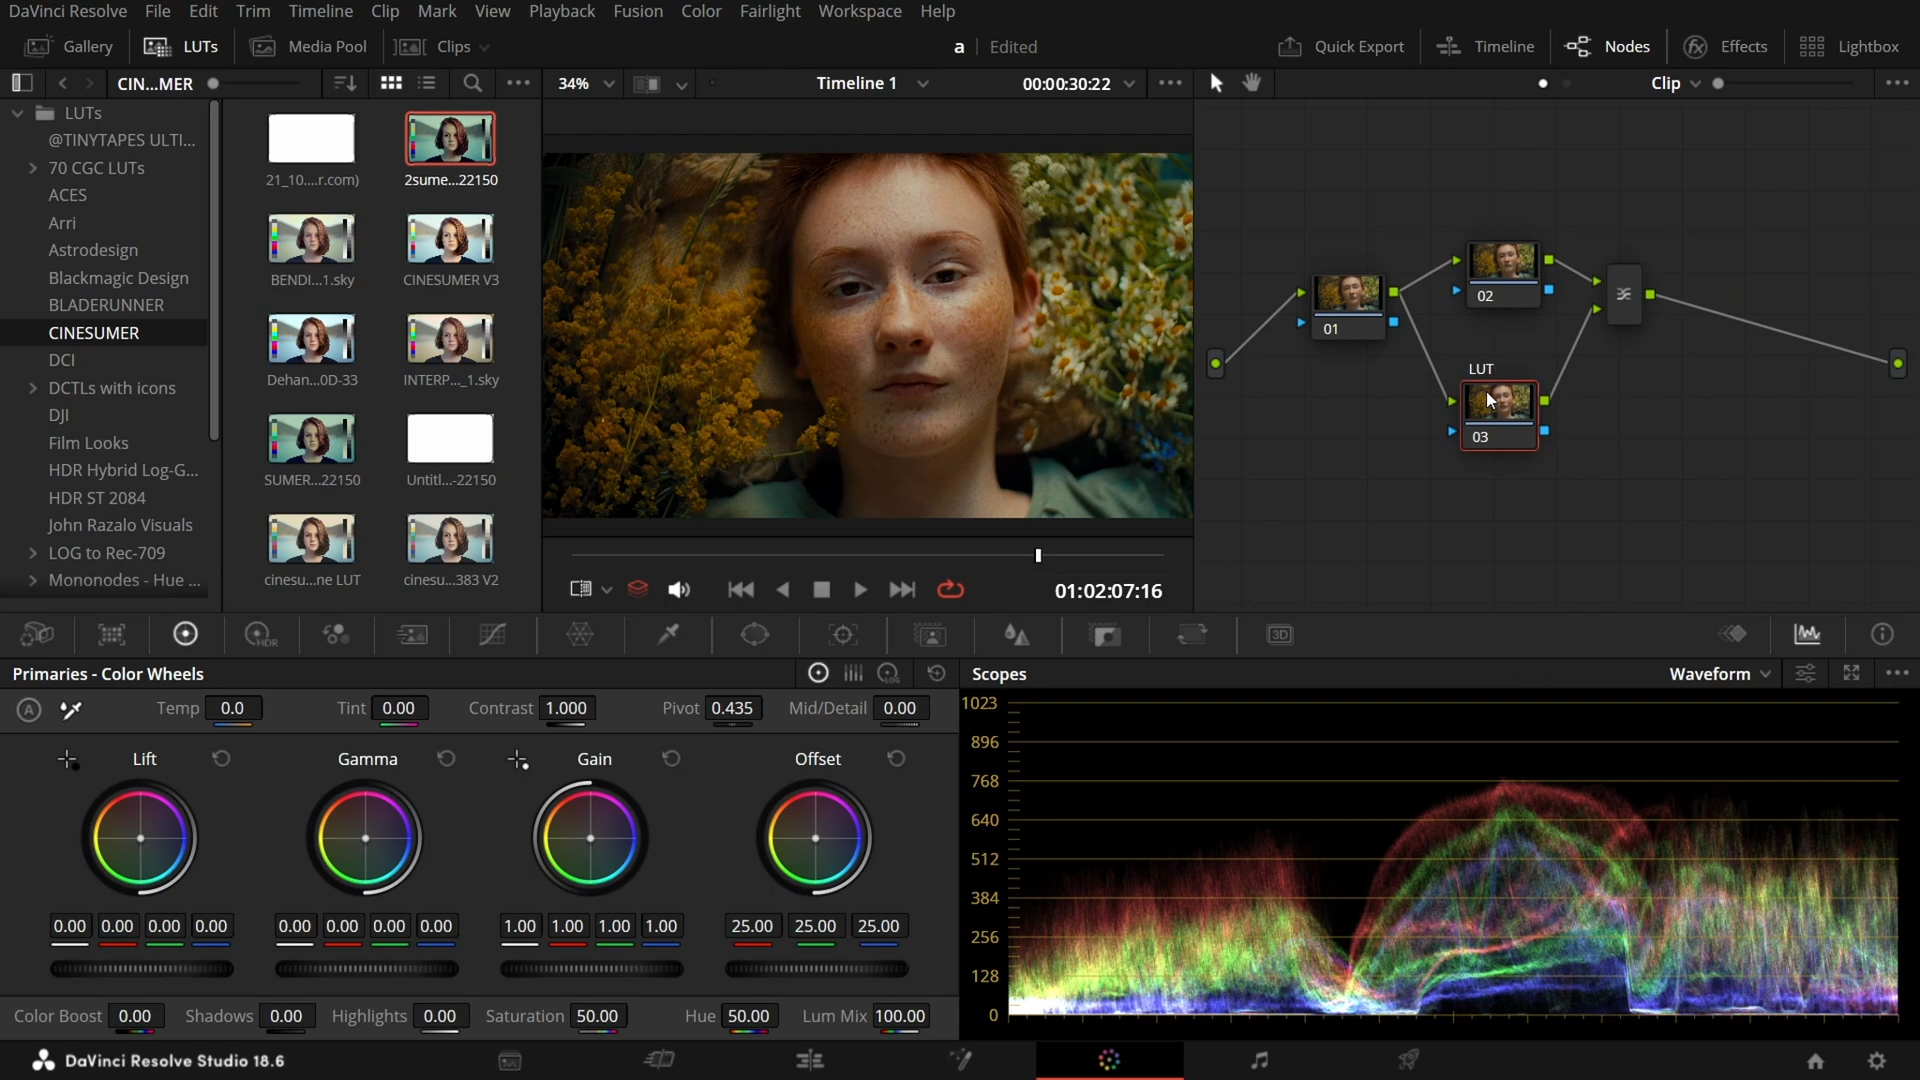 DaVinci Resolve File Edit Trim Timeline Clip Mark View Playback Fusion Color Fairlight Workspace Help
Gallery LUTs Media Pool Clips a Edited Quick Export Timeline Nodes Effects Lightbox
CIN...MER 34% Timeline 1 00:00:30:22 Clip
LUTs
@TINYTAPES ULTI...
70 CGC LUTs
ACES
Arri
Astrodesign
Blackmagic Design
BLADERUNNER
CINESUMER
DCI
DCTLs with icons
DJI
Film Looks
HDR Hybrid Log-G...
HDR ST 2084
John Razalo Visuals
LOG to Rec-709
Mononodes - Hue ...
21_10....r.com) 2sume...22150
BENDI...1.sky CINESUMER V3
Dehan...0D-33 INTERP..._1.sky
SUMER...22150 Untitl...-22150
cinesu...ne LUT cinesu...383 V2
01:02:07:16
01
02
LUT
03
HDR
3D
Primaries - Color Wheels
LOG
A Temp 0.0 Tint 0.00 Contrast 1.000 Pivot 0.435 Mid/Detail 0.00
Lift Gamma Gain Offset
0.00 0.00 0.00 0.00 0.00 0.00 0.00 0.00 1.00 1.00 1.00 1.00 25.00 25.00 25.00
Color Boost 0.00 Shadows 0.00 Highlights 0.00 Saturation 50.00 Hue 50.00 Lum Mix 100.00
Scopes Waveform
1023
896
768
640
512
384
256
128
0
DaVinci Resolve Studio 18.6